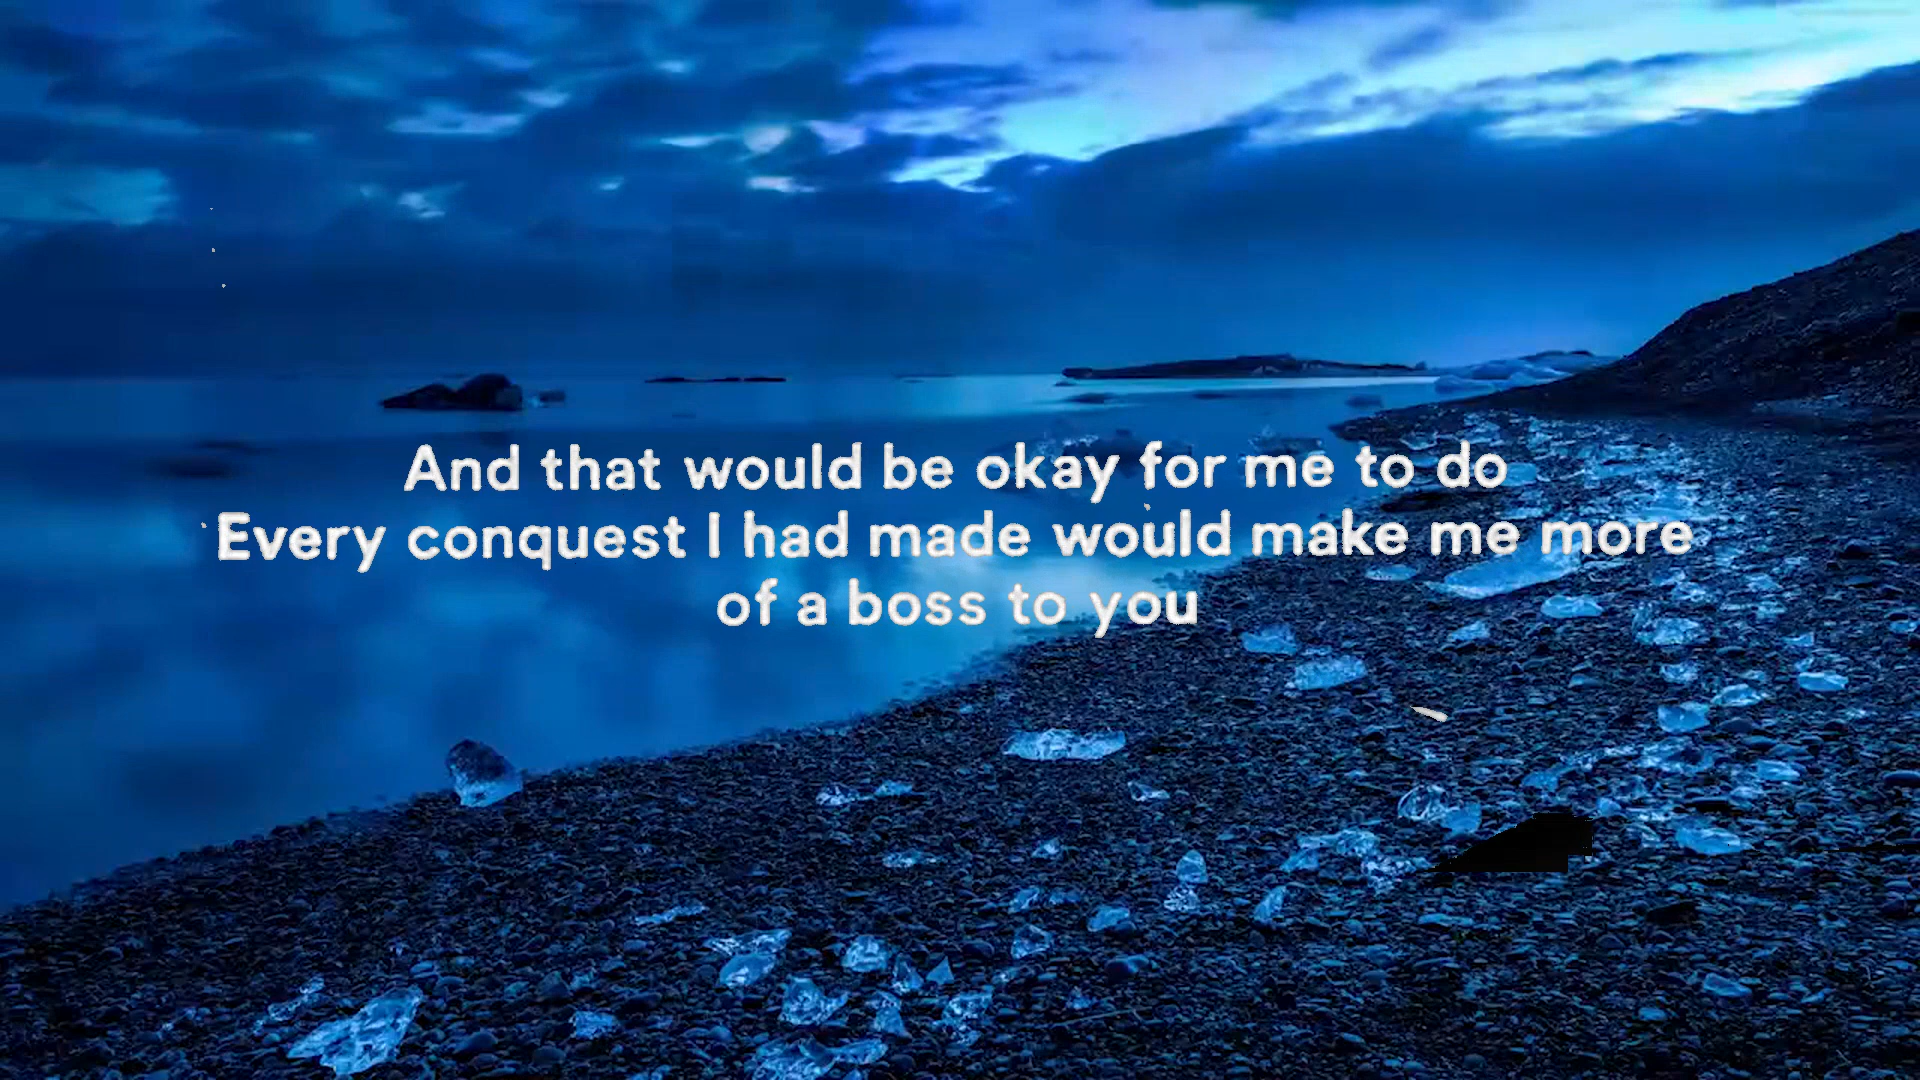 And that would be okay for me to do
Every conquest I had made would make me more
of a boss to you